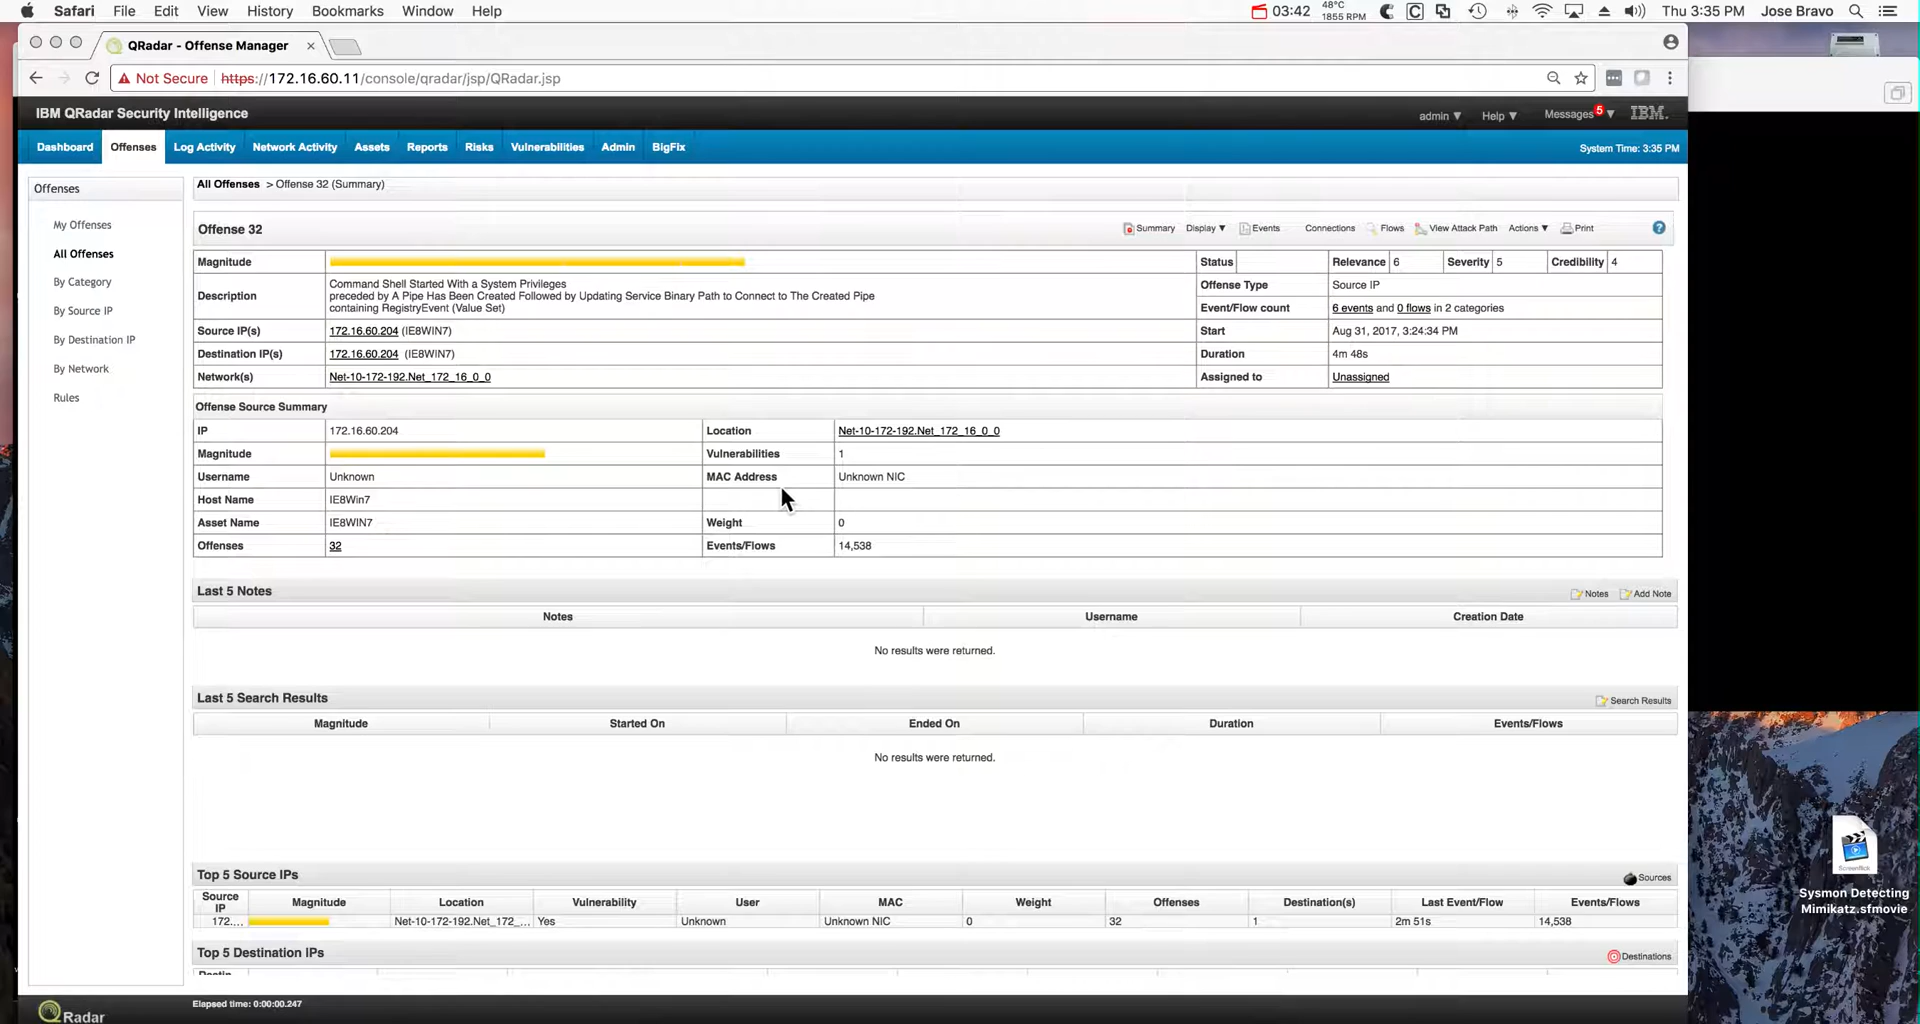 Safari File Edit View History Bookmarks Window Help 03:42 48°C 1855 RPM Thu 3:35 PM Jose Bravo
QRadar - Offense Manager
Not Secure https://172.16.60.11/console/qradar/jsp/QRadar.jsp
IBM QRadar Security Intelligence admin Help Messages 5 IBM.
Dashboard Offenses Log Activity Network Activity Assets Reports Risks Vulnerabilities Admin BigFix System Time: 3:35 PM
Offenses
My Offenses
All Offenses
By Category
By Source IP
By Destination IP
By Network
Rules
All Offenses > Offense 32 (Summary)
Offense 32 Summary Display Events Connections Flows View Attack Path Actions Print
Magnitude Status Relevance 6 Severity 5 Credibility 4
Description
Command Shell Started With a System Privileges
preceded by A Pipe Has Been Created Followed by Updating Service Binary Path to Connect to The Created Pipe
containing RegistryEvent (Value Set)
Offense Type Source IP
Event/Flow count 6 events and 0 flows in 2 categories
Source IP(s) 172.16.60.204 (IE8WIN7) Start Aug 31, 2017, 3:24:34 PM
Destination IP(s) 172.16.60.204 (IE8WIN7) Duration 4m 48s
Network(s) Net-10-172-192.Net_172_16_0_0 Assigned to Unassigned
Offense Source Summary
IP 172.16.60.204 Location Net-10-172-192.Net_172_16_0_0
Magnitude Vulnerabilities 1
Username Unknown MAC Address Unknown NIC
Host Name IE8Win7
Asset Name IE8WIN7 Weight 0
Offenses 32 Events/Flows 14,538
Last 5 Notes Notes Add Note
Notes Username Creation Date
No results were returned.
Last 5 Search Results Search Results
Magnitude Started On Ended On Duration Events/Flows
No results were returned.
Top 5 Source IPs Sources
Source IP Magnitude Location Vulnerability User MAC Weight Offenses Destination(s) Last Event/Flow Events/Flows
172.... Net-10-172-192.Net_172_... Yes Unknown Unknown NIC 0 32 1 2m 51s 14,538
Top 5 Destination IPs Destinations
Elapsed time: 0:00:00.247
QRadar
Screenflick
Sysmon Detecting
Mimikatz.sfmovie